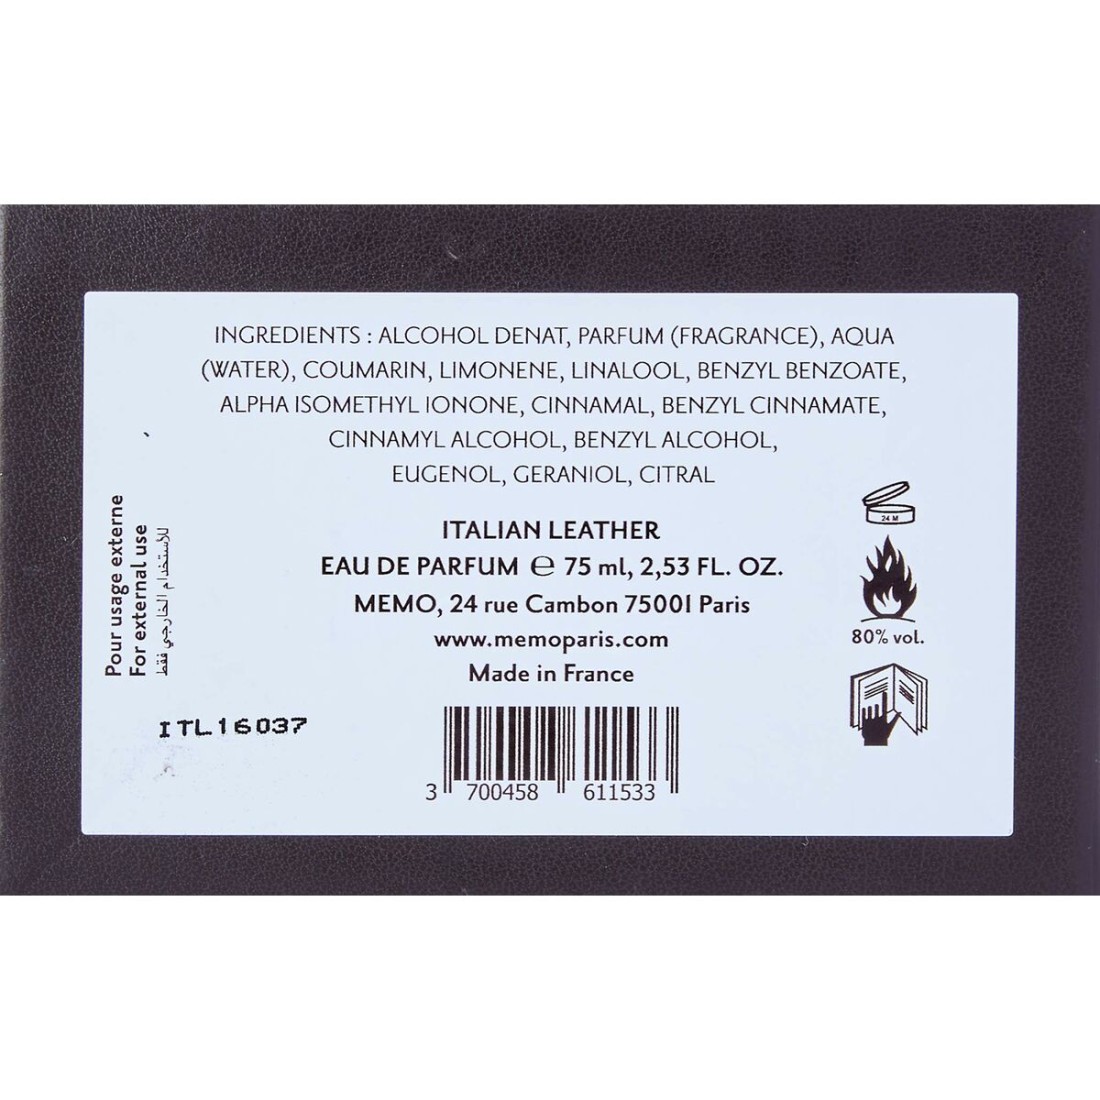 INGREDIENTS : ALCOHOL DENAT, PARFUM (FRAGRANCE), AQUA
(WATER), COUMARIN, LIMONENE, LINALOOL, BENZYL BENZOATE,
ALPHA ISOMETHYL IONONE, CINNAMAL, BENZYL CINNAMATE,
CINNAMYL ALCOHOL, BENZYL ALCOHOL,
EUGENOL, GERANIOL, CITRAL
ITALIAN LEATHER
EAU DE PARFUM ℮ 75 ml, 2,53 FL. OZ.
MEMO, 24 rue Cambon 75001 Paris
www.memoparis.com
Made in France
3 700458 611533
Pour usage externe
For external use
للأستخدام الخارجي فقط
ITL16037
24 M
80% vol.